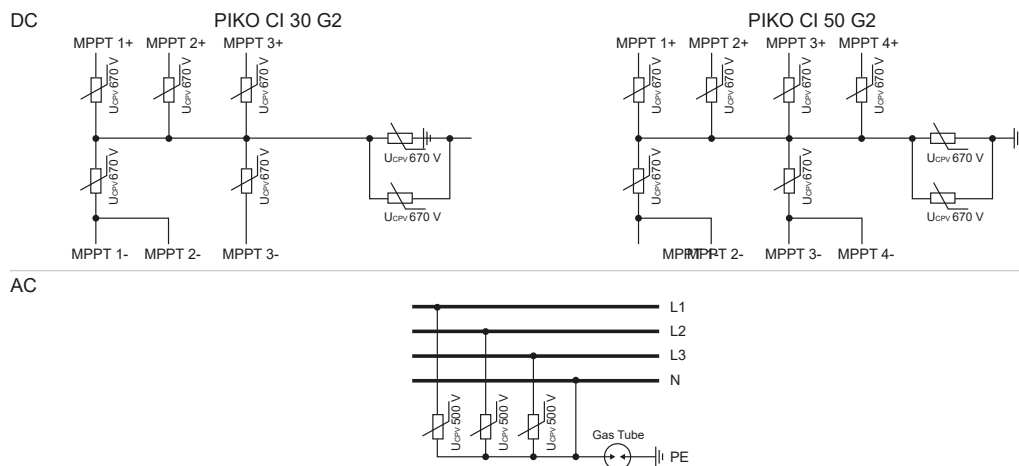 DC
PIKO CI 30 G2
MPPT 1+ MPPT 2+ MPPT 3+
UCPV 670 V
UCPV 670 V
UCPV 670 V
UCPV 670 V
UCPV 670 V
UCPV 670 V
UCPV 670 V
MPPT 1- MPPT 2- MPPT 3-
PIKO CI 50 G2
MPPT 1+ MPPT 2+ MPPT 3+ MPPT 4+
UCPV 670 V
UCPV 670 V
UCPV 670 V
UCPV 670 V
UCPV 670 V
UCPV 670 V
UCPV 670 V
UCPV 670 V
MPPT 1- MPPT 2- MPPT 3- MPPT 4-
AC
L1
L2
L3
N
UCPV 500 V
UCPV 500 V
UCPV 500 V
Gas Tube
PE